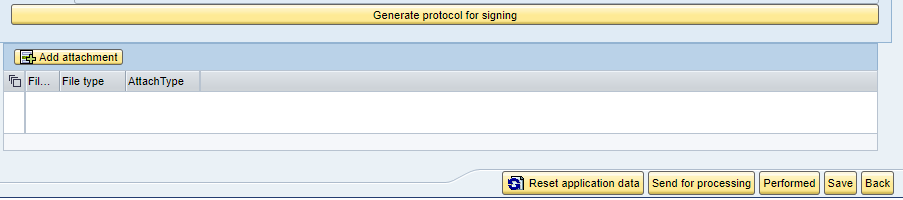 Generate protocol for signing
Add attachment
Fil... File type AttachType
Reset application data Send for processing Performed Save Back